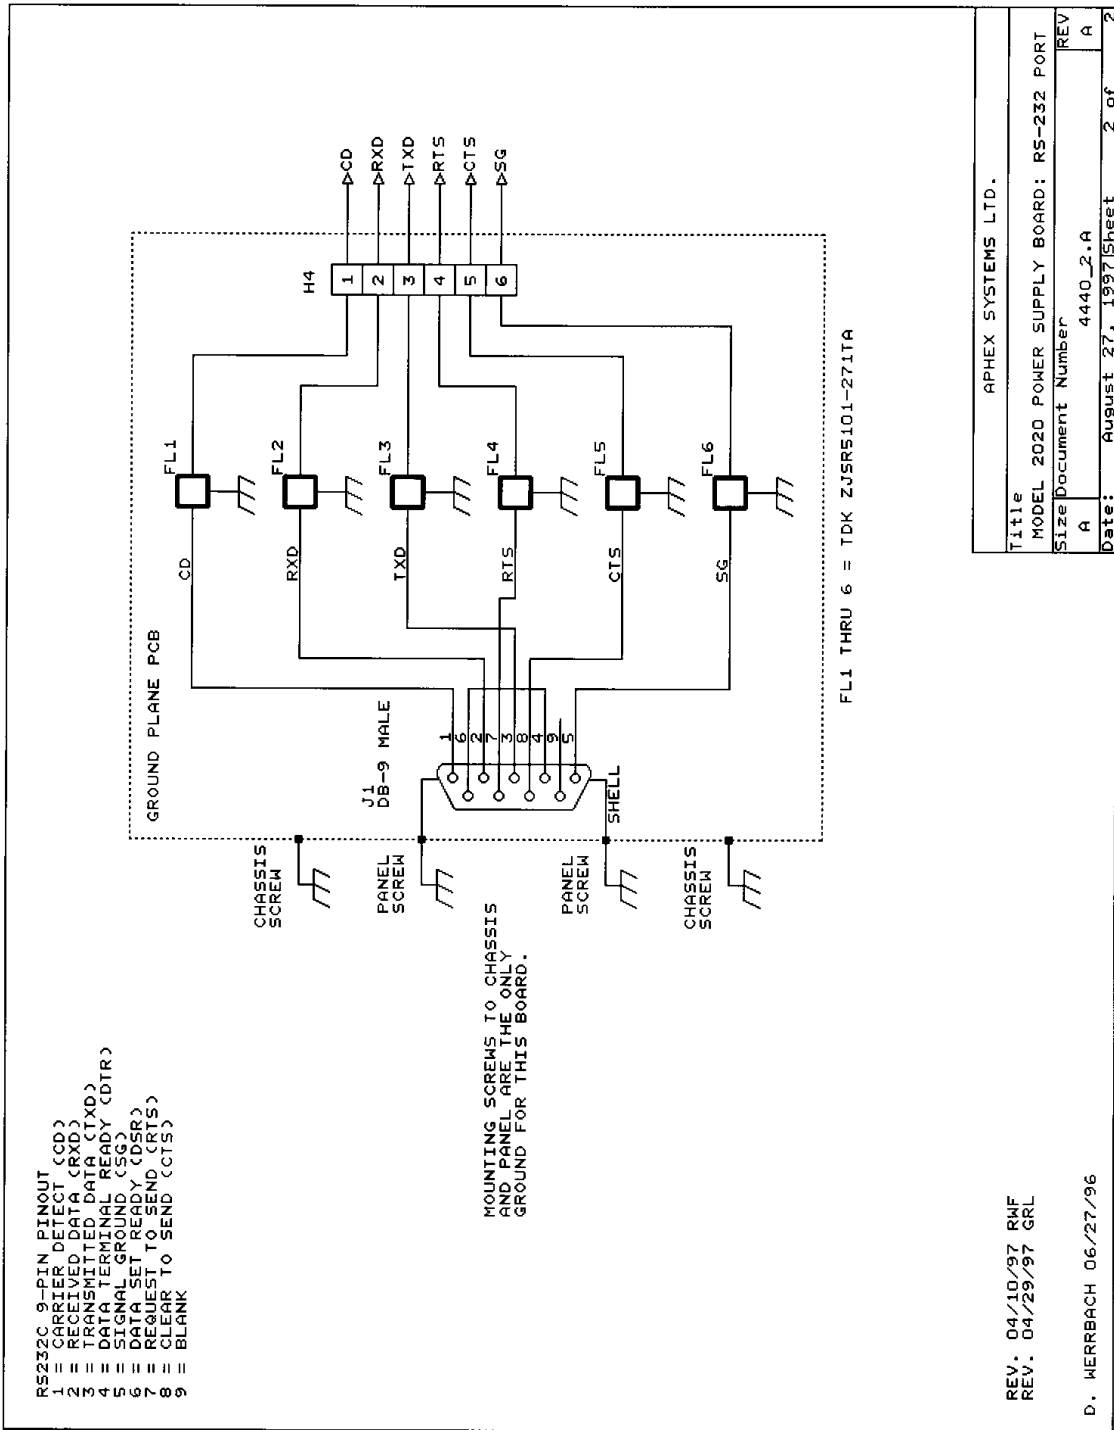 RS232C 9-PIN PINOUT
1 = CARRIER DETECT (CD)
2 = RECEIVED DATA (RXD)
3 = TRANSMITTED DATA (TXD)
4 = DATA TERMINAL READY (DTR)
5 = SIGNAL GROUND (SG)
6 = DATA SET READY (DSR)
7 = REQUEST TO SEND (RTS)
8 = CLEAR TO SEND (CTS)
9 = BLANK
GROUND PLANE PCB
CHASSIS
SCREW
PANEL
SCREW
PANEL
SCREW
CHASSIS
SCREW
MOUNTING SCREWS TO CHASSIS
AND PANEL ARE THE ONLY
GROUND FOR THIS BOARD.
J1
DB-9 MALE
1
6
2
7
3
8
4
9
5
SHELL
CD
FL1
RXD
FL2
TXD
FL3
RTS
FL4
CTS
FL5
SG
FL6
H4
1
2
3
4
5
6
CD
RXD
TXD
RTS
CTS
SG
FL1 THRU 6 = TDK ZJSR5101-271TA
REV. 04/10/97 RWF
REV. 04/29/97 GRL
D. WERRBACH 06/27/96
APHEX SYSTEMS LTD.
Title
MODEL 2020 POWER SUPPLY BOARD: RS-232 PORT
Size Document Number REV
A 4440_2.A A
Date: August 27, 1997 Sheet 2 of 2